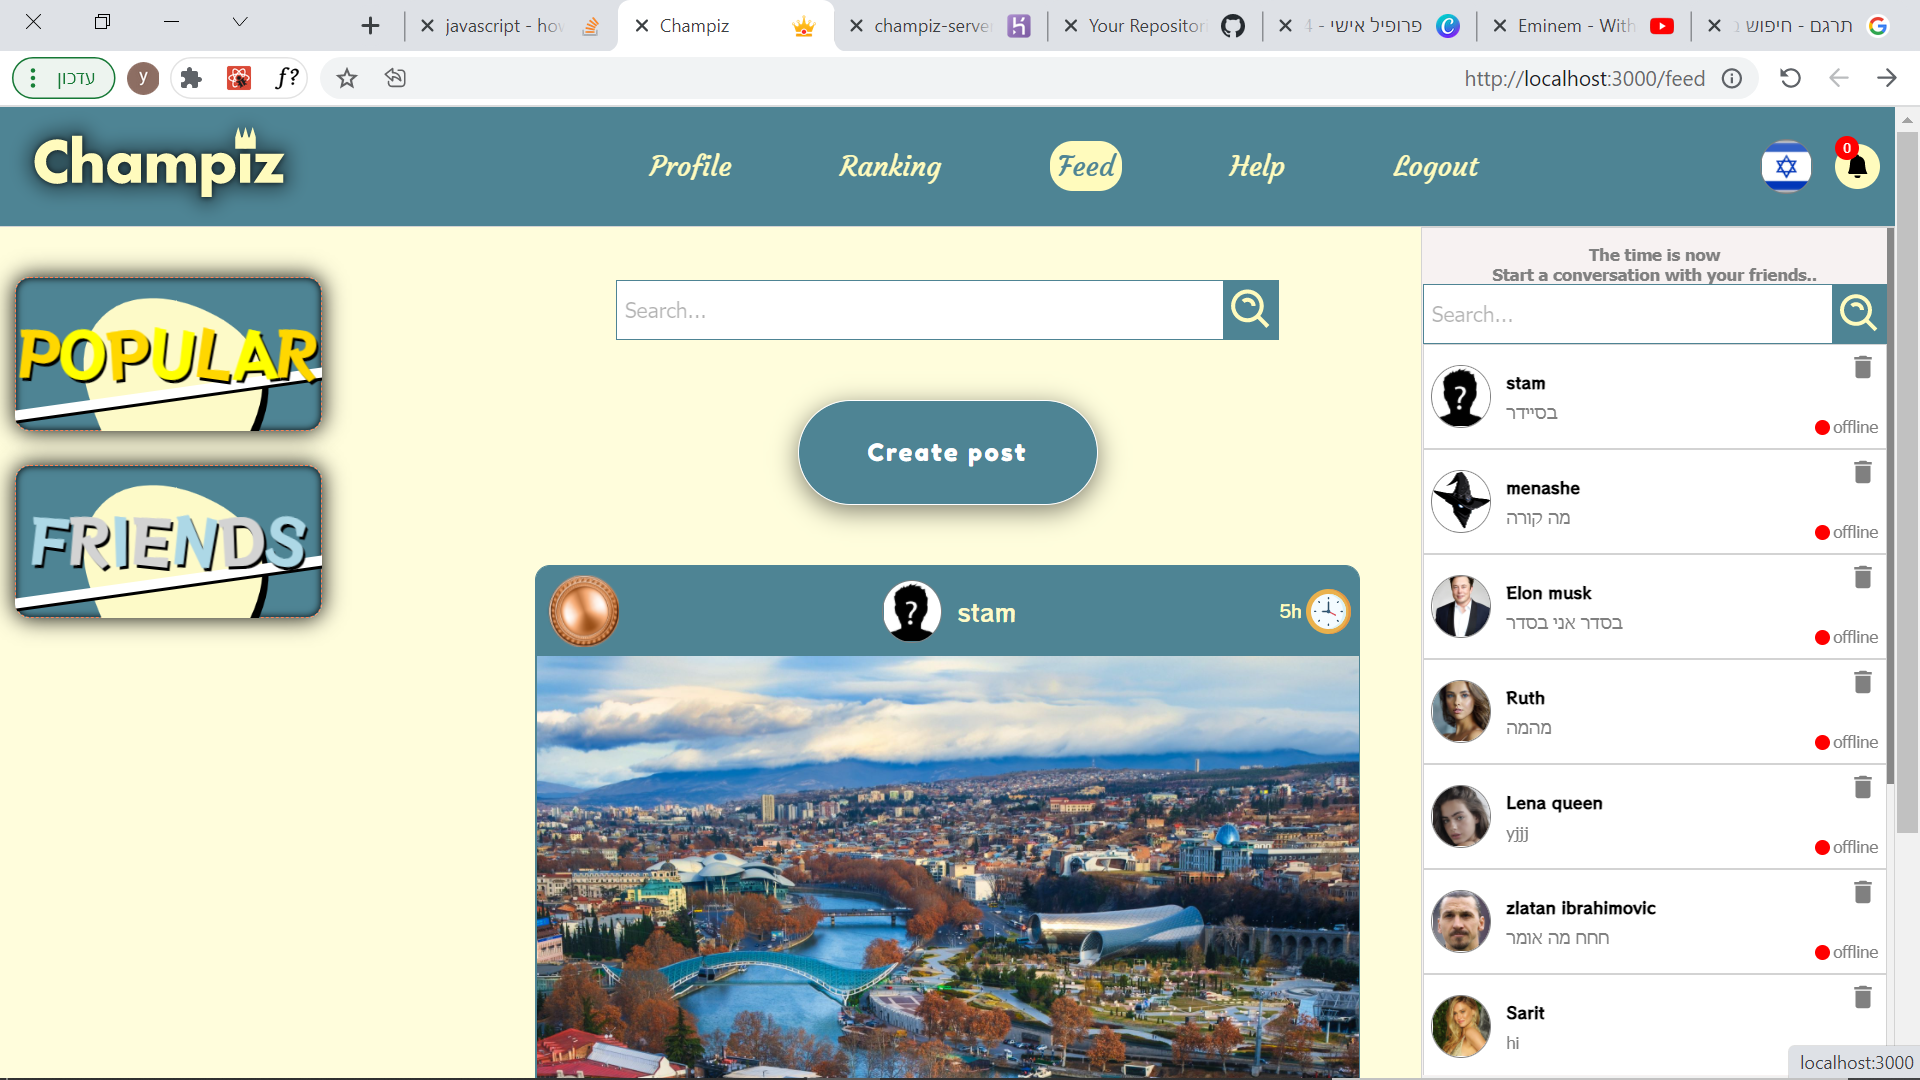 javascript - how
Champiz
champiz-server
Your Repositor
פרופיל אישי - 4
Eminem - With
תרגם - חיפוש ב
עדכון
y
f?
http://localhost:3000/feed
Champiz
Profile
Ranking
Feed
Help
Logout
0
POPULAR
FRIENDS
Search...
Create post
stam
5h
The time is now
Start a conversation with your friends..
Search...
stam
בסיידר
offline
menashe
מה קורה
offline
Elon musk
בסדר אני בסדר
offline
Ruth
מהמה
offline
Lena queen
yjjj
offline
zlatan ibrahimovic
חחח מה אומר
offline
Sarit
hi
localhost:3000